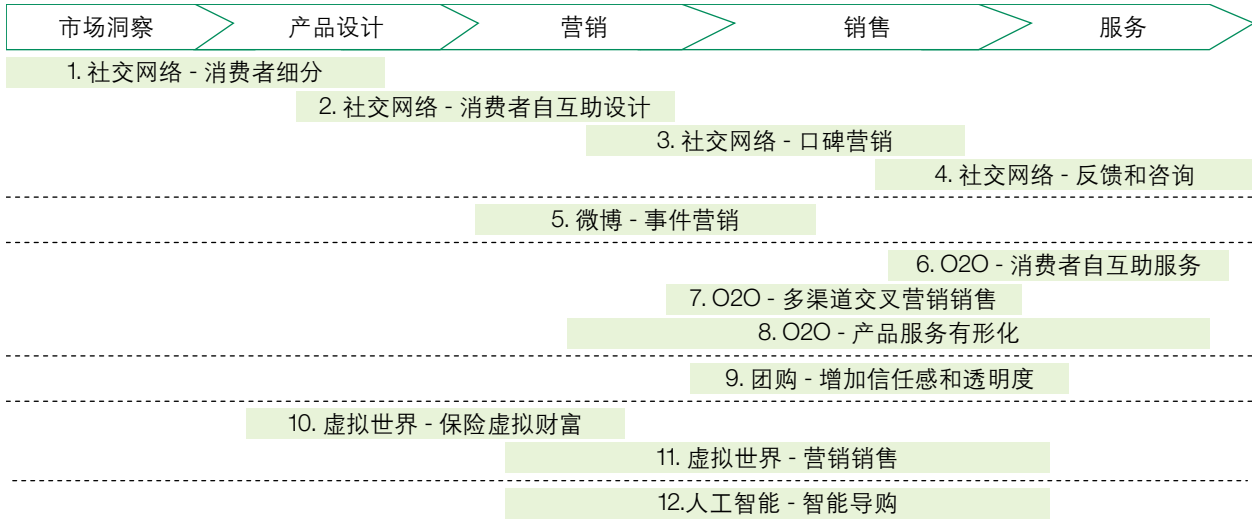 市场洞察 产品设计 营销 销售 服务
1. 社交网络 - 消费者细分
2. 社交网络 - 消费者自互助设计
3. 社交网络 - 口碑营销
4. 社交网络 - 反馈和咨询
5. 微博 - 事件营销
6. O2O - 消费者自互助服务
7. O2O - 多渠道交叉营销销售
8. O2O - 产品服务有形化
9. 团购 - 增加信任感和透明度
10. 虚拟世界 - 保险虚拟财富
11. 虚拟世界 - 营销销售
12.人工智能 - 智能导购